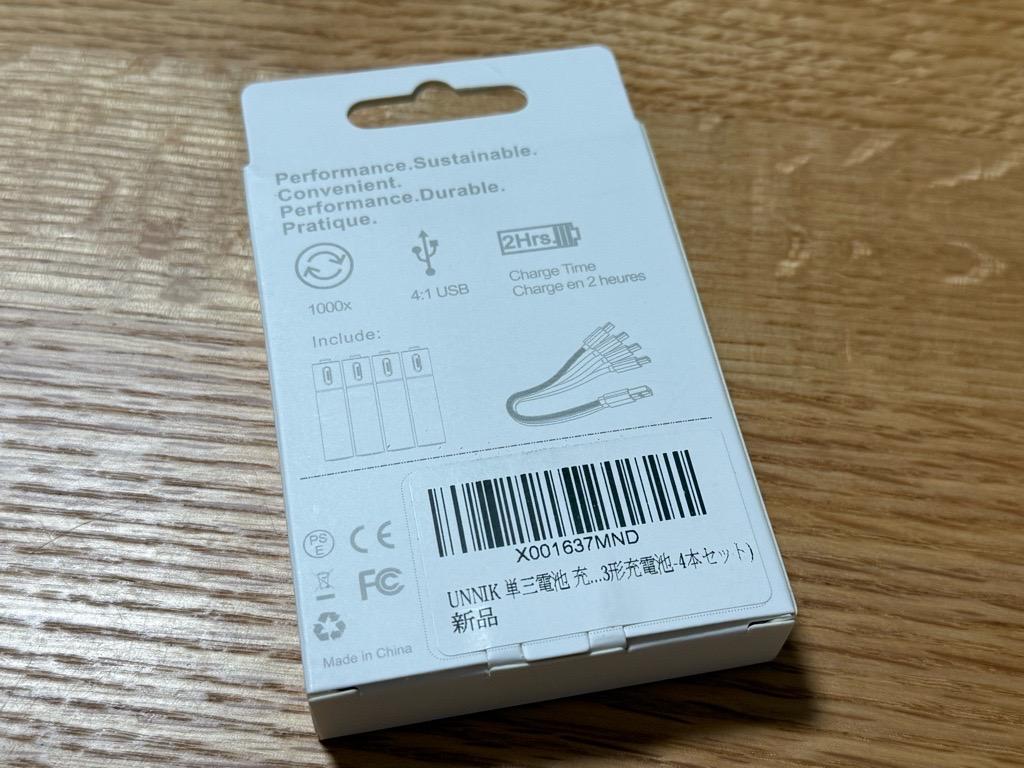 Performance.Sustainable.
Convenient.
Performance.Durable.
Pratique.
2Hrs.
1000x
4:1 USB
Charge Time
Charge en 2 heures
Include:
X001637MND
UNNIK 単三電池 充...3形充電池-4本セット)
新品
PS
E
CE
FC
Made in China